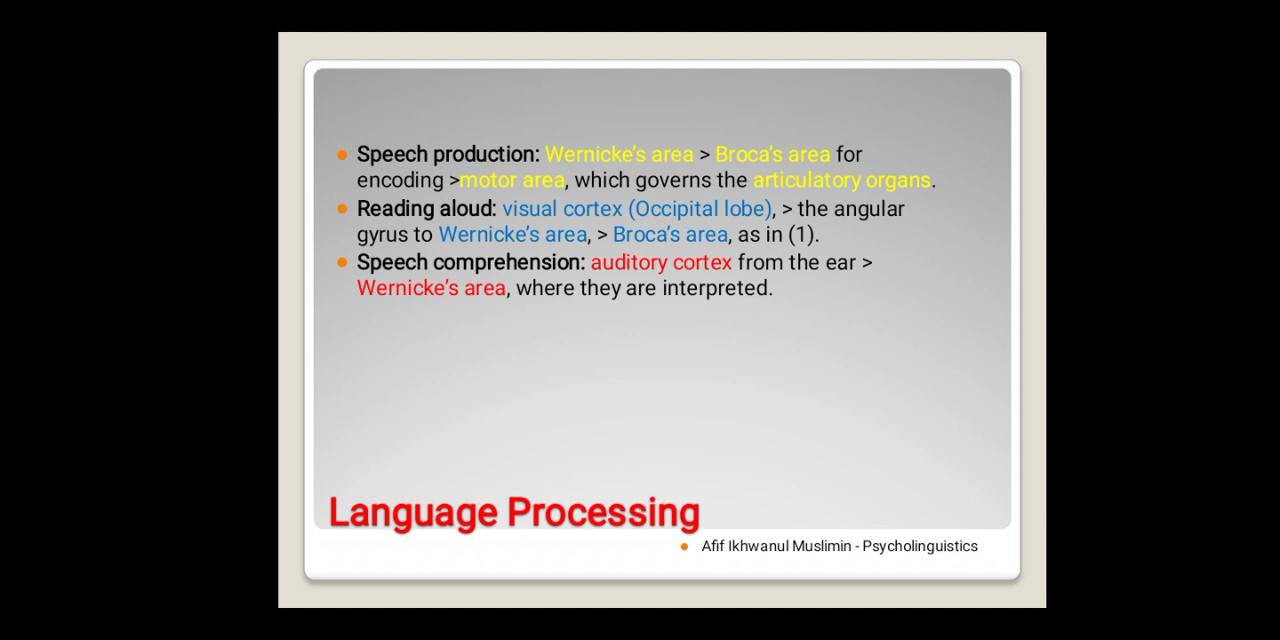 Speech production: Wernicke's area > Broca's area for
encoding >motor area, which governs the articulatory organs.
Reading aloud: visual cortex (Occipital lobe), > the angular
gyrus to Wernicke's area, > Broca's area, as in (1).
Speech comprehension: auditory cortex from the ear >
Wernicke's area, where they are interpreted.
Language Processing
Afif Ikhwanul Muslimin - Psycholinguistics